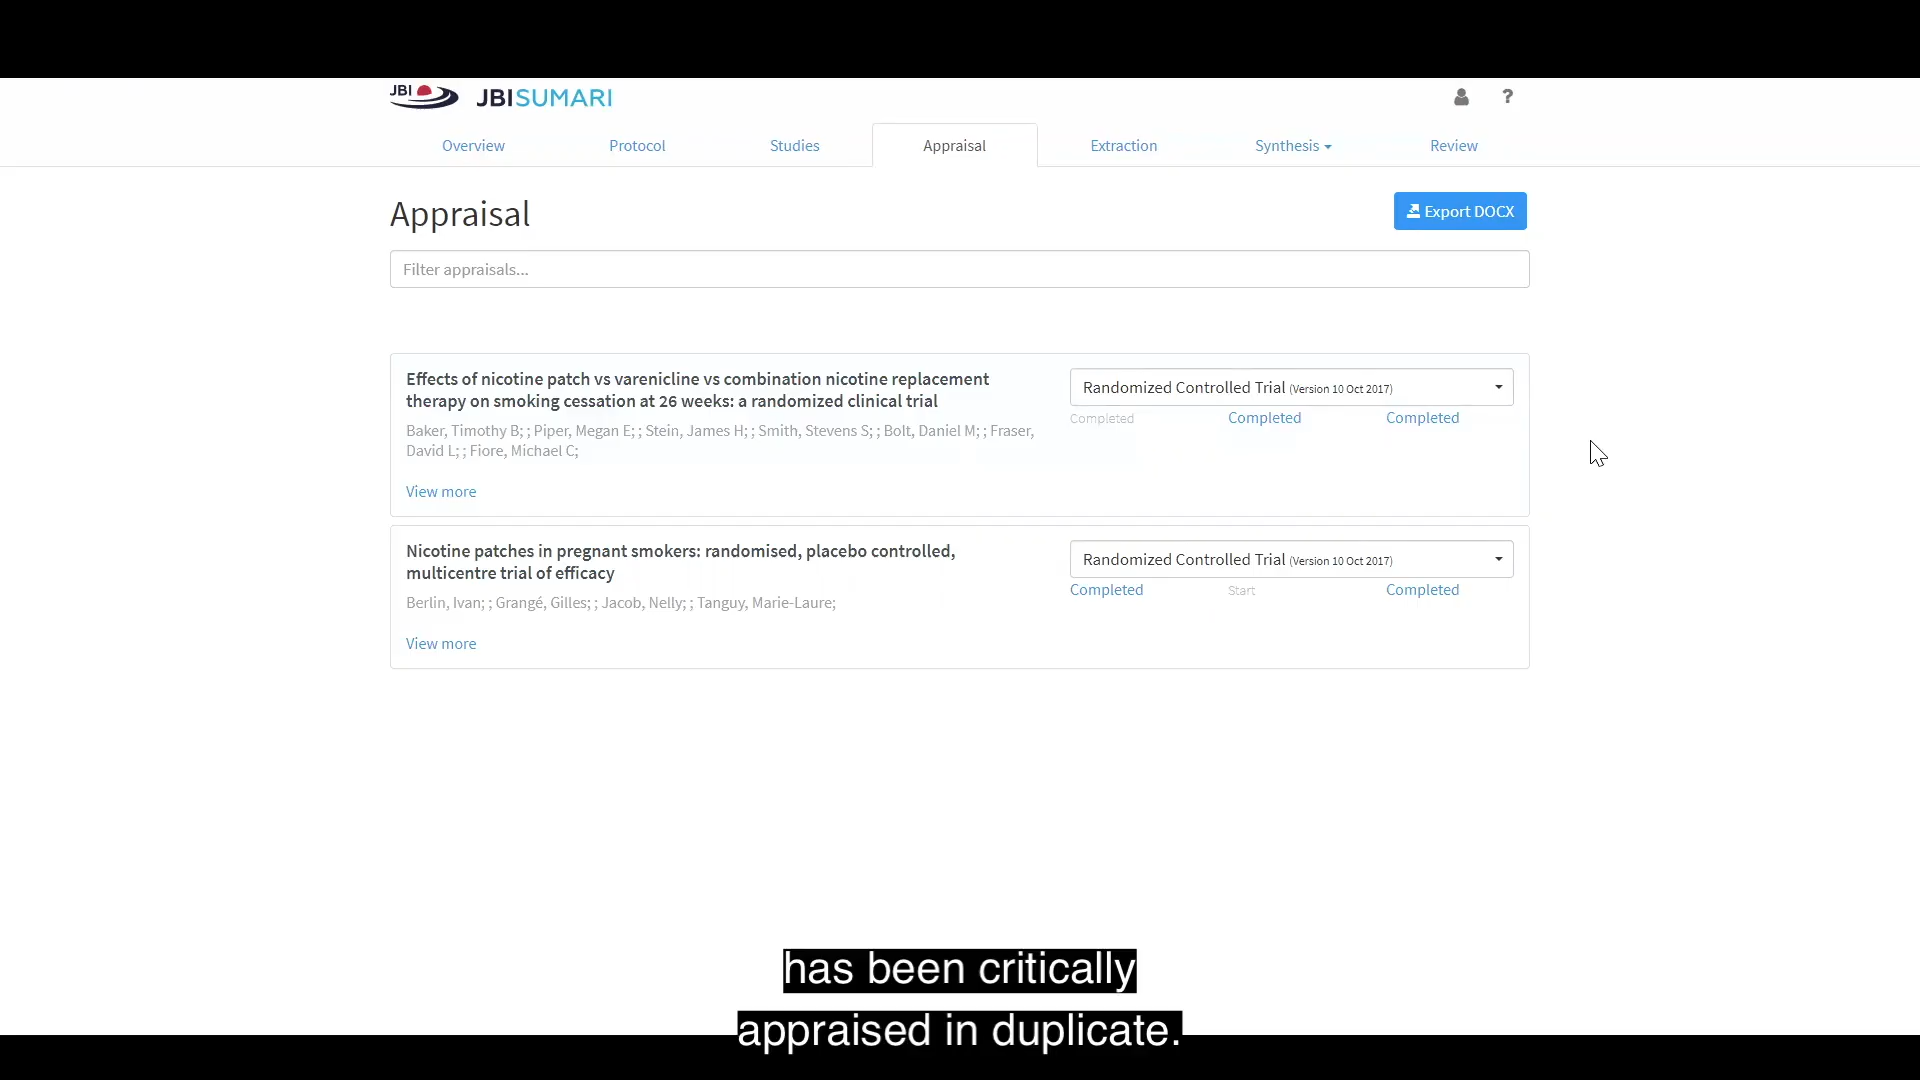 JBI JBISUMARI ?
Overview Protocol Studies Appraisal Extraction Synthesis Review
Appraisal
Export DOCX
Filter appraisals...
Effects of nicotine patch vs varenicline vs combination nicotine replacement
therapy on smoking cessation at 26 weeks: a randomized clinical trial
Baker, Timothy B; ; Piper, Megan E; ; Stein, James H; ; Smith, Stevens S; ; Bolt, Daniel M; ; Fraser,
David L; ; Fiore, Michael C;
View more
Randomized Controlled Trial (Version 10 Oct 2017)
Completed Completed Completed
Nicotine patches in pregnant smokers: randomised, placebo controlled,
multicentre trial of efficacy
Berlin, Ivan; ; Grangé, Gilles; ; Jacob, Nelly; ; Tanguy, Marie-Laure;
View more
Randomized Controlled Trial (Version 10 Oct 2017)
Completed Start Completed
has been critically
appraised in duplicate.